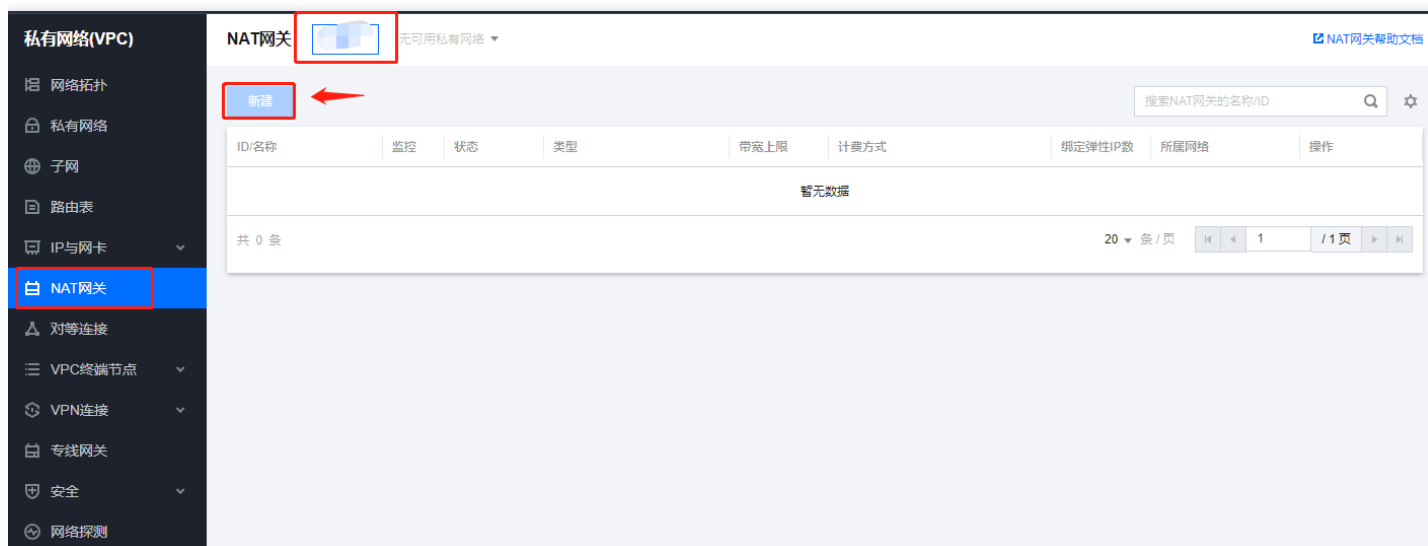 私有网络(VPC)
网络拓扑
私有网络
子网
路由表
IP与网卡
NAT网关
对等连接
VPC终端节点
VPN连接
专线网关
安全
网络探测
NAT网关 无可用私有网络 NAT网关帮助文档
新建 搜索NAT网关的名称/ID
ID/名称 监控 状态 类型 带宽上限 计费方式 绑定弹性IP数 所属网络 操作
暂无数据
共 0 条 20 条/页 1 /1页